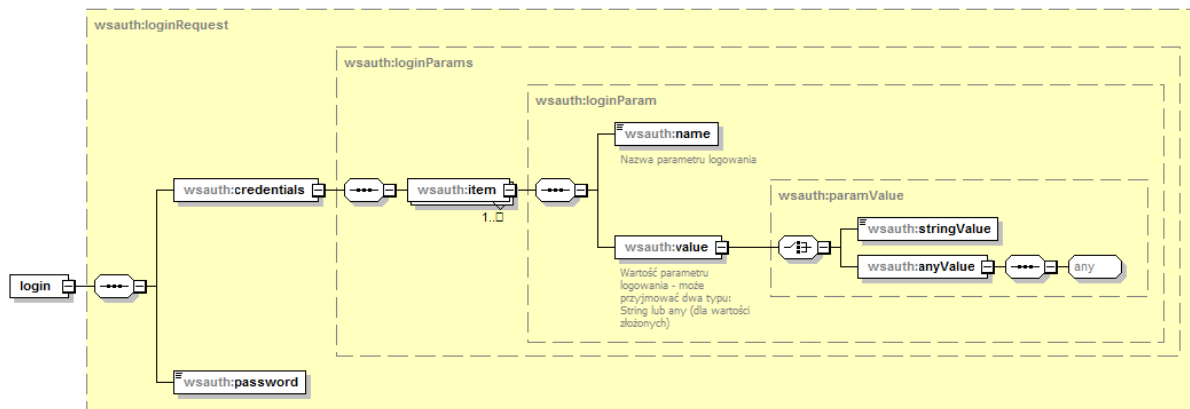 wsauth:loginRequest
wsauth:loginParams
wsauth:loginParam
wsauth:name
Nazwa parametru logowania
wsauth:credentials
wsauth:item
1..□
wsauth:paramValue
wsauth:stringValue
wsauth:value
wsauth:anyValue
any
Wartość parametru
logowania - może
przyjmować dwa typu:
String lub any (dla wartości
złożonych)
login
wsauth:password